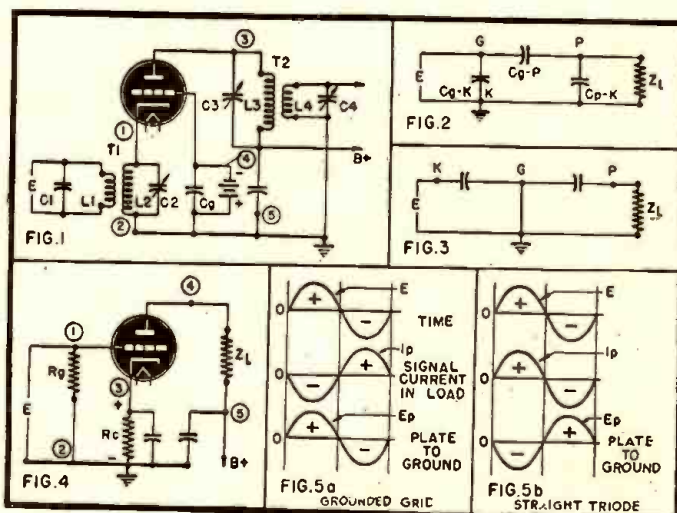 3
T2
C3
L3
L4
C4
1
T1
4
B+
E
C1
L1
L2
C2
Cg
+
2
5
FIG.1
G
Cg-P
P
E
Cg-K
K
Cp-K
ZL
FIG.2
K
G
P
E
ZL
FIG.3
4
1
Rg
ZL
3
+
5
E
2
Rc
-
B+
FIG.4
+
E
0
-
TIME
+
Ip
0
-
SIGNAL
CURRENT
IN LOAD
+
Ep
0
-
PLATE
TO
GROUND
FIG.5a
GROUNDED GRID
+
E
0
-
+
Ip
0
-
+
Ep
0
-
PLATE
TO
GROUND
FIG.5b
STRAIGHT TRIODE